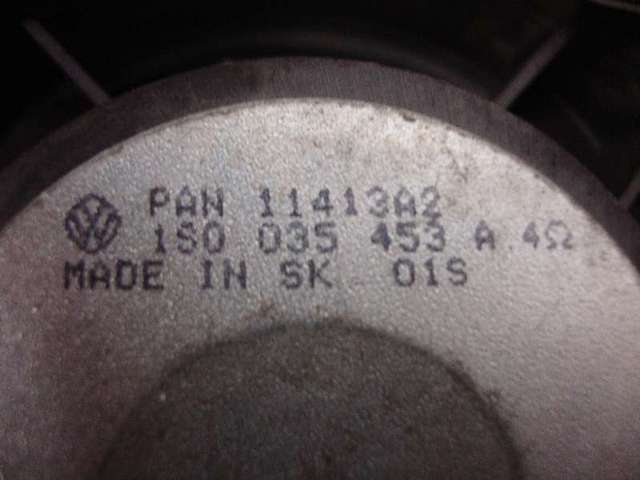 PAN 11413A2
1S0 035 453 A 4Ω
MADE IN SK 01S